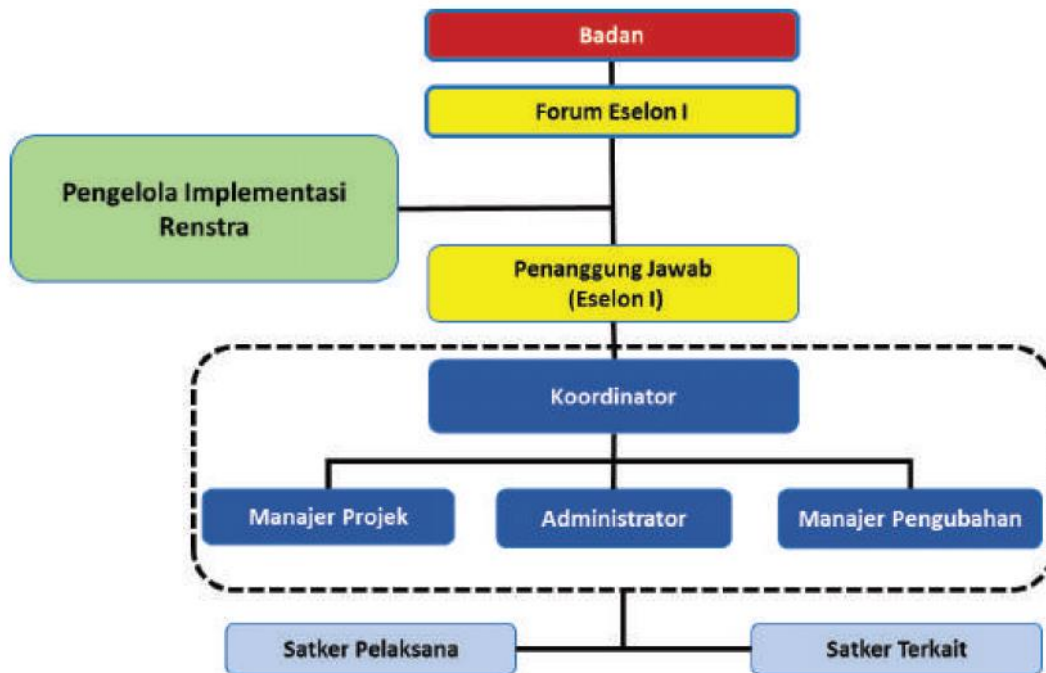 Badan
Forum Eselon I
Pengelola Implementasi
Renstra
Penanggung Jawab
(Eselon I)
Koordinator
Manajer Projek
Administrator
Manajer Pengubahan
Satker Pelaksana
Satker Terkait